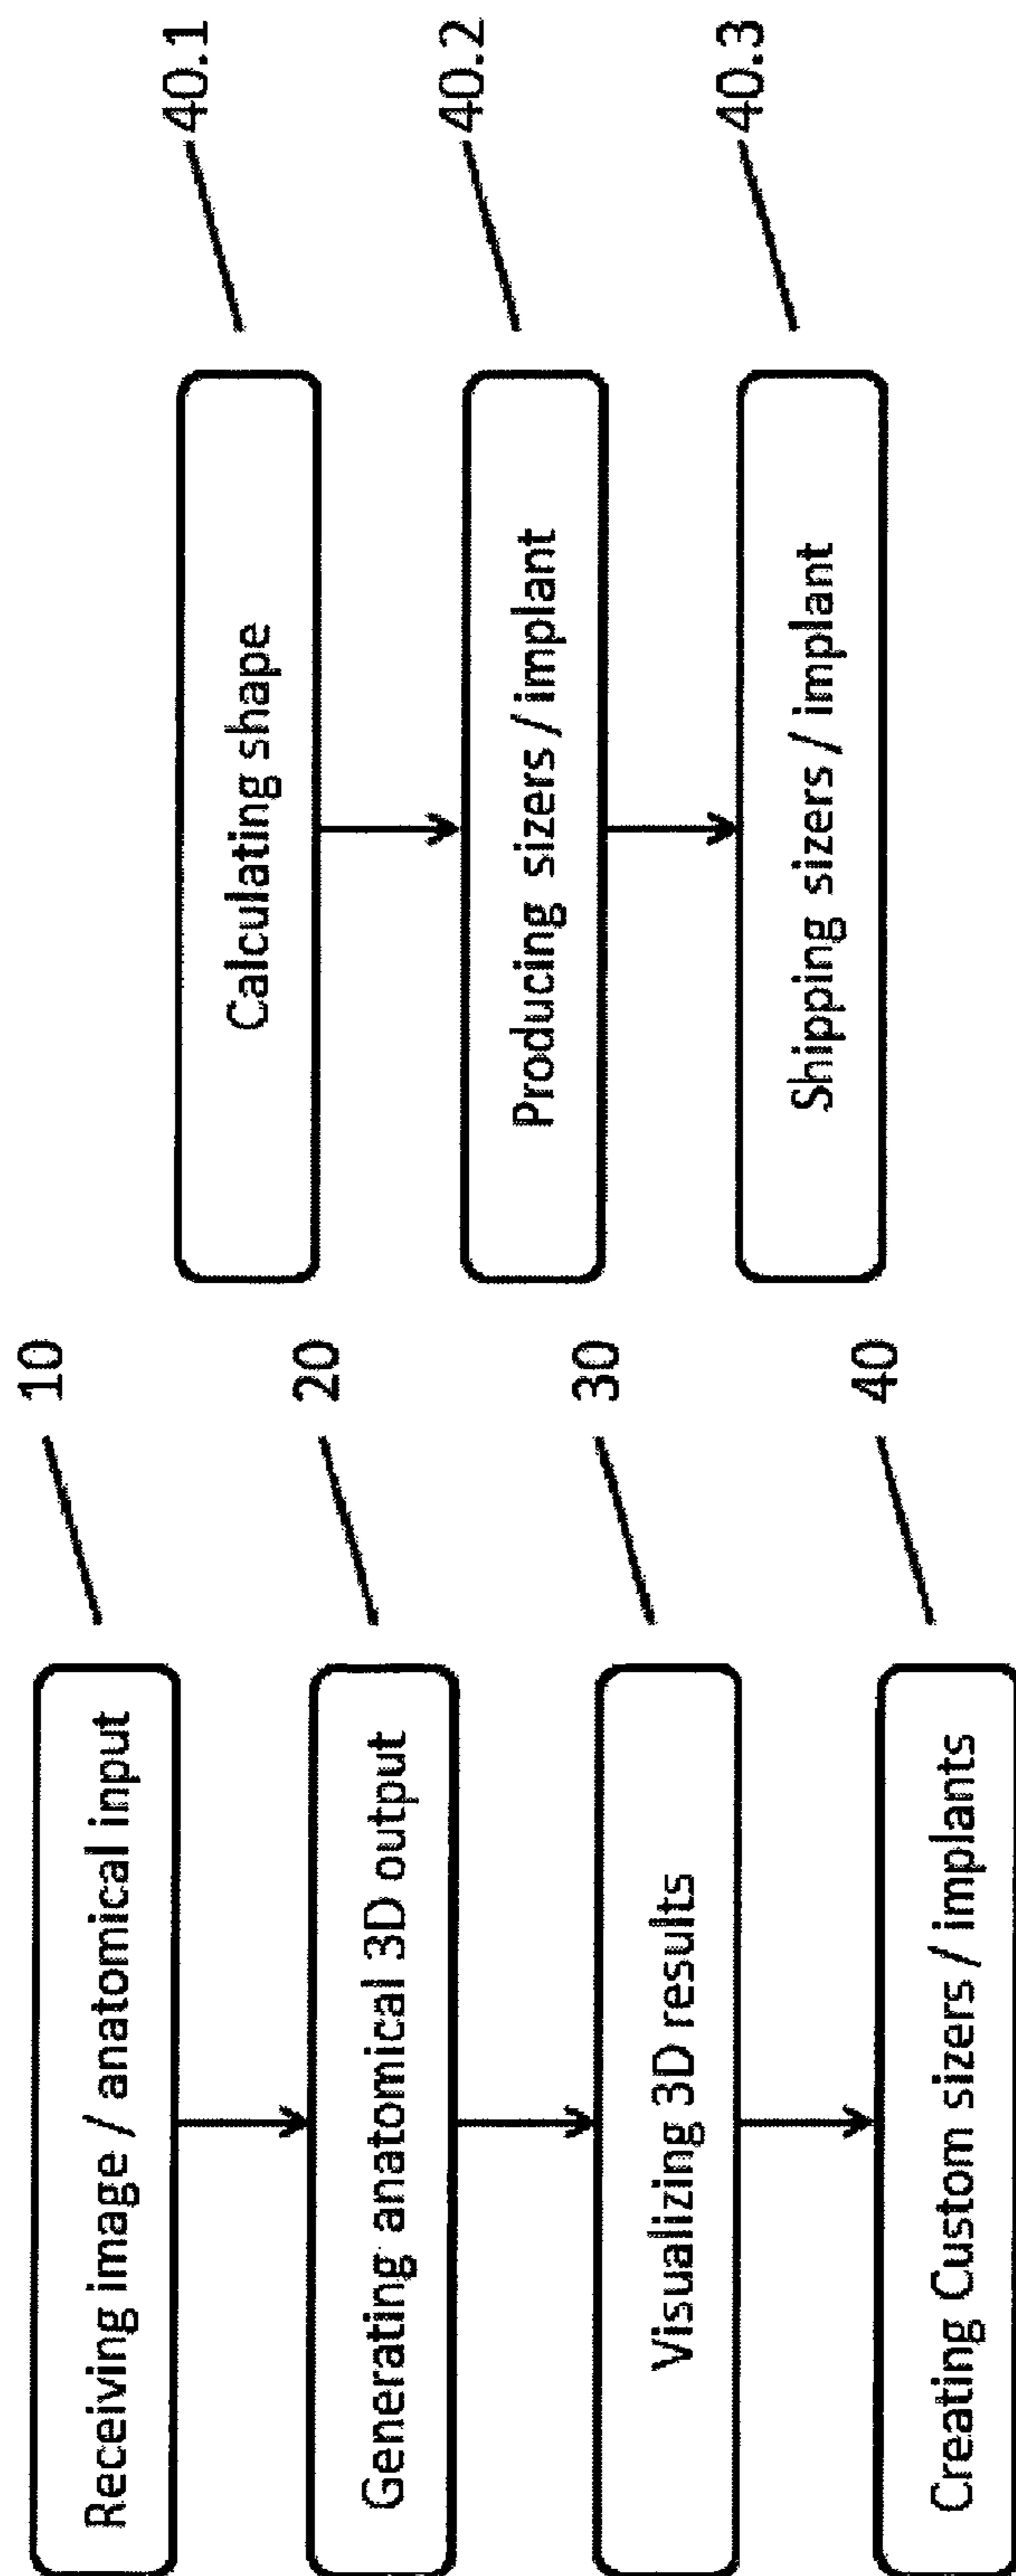 Receiving image / anatomical input
10
Generating anatomical 3D output
20
Visualizing 3D results
30
Creating Custom sizers / implants
40
Calculating shape
40.1
Producing sizers / implant
40.2
Shipping sizers / implant
40.3